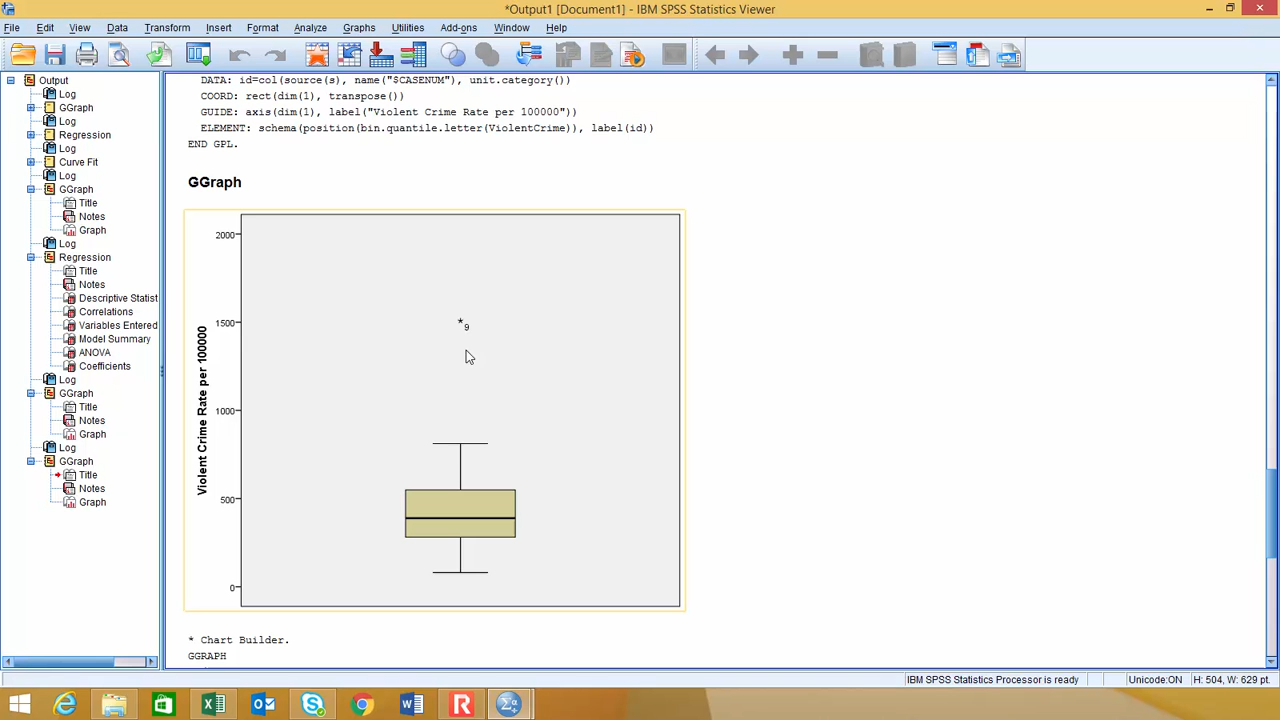 *Output1 [Document1] - IBM SPSS Statistics Viewer
File Edit View Data Transform Insert Format Analyze Graphs Utilities Add-ons Window Help
Output
Log
GGraph
Log
Regression
Log
Curve Fit
Log
GGraph
Title
Notes
Graph
Log
Regression
Title
Notes
Descriptive Statist
Correlations
Variables Entered
Model Summary
ANOVA
Coefficients
Log
GGraph
Title
Notes
Graph
Log
GGraph
Title
Notes
Graph
DATA: id=col(source(s), name("$CASENUM"), unit.category())
COORD: rect(dim(1), transpose())
GUIDE: axis(dim(1), label("Violent Crime Rate per 100000"))
ELEMENT: schema(position(bin.quantile.letter(ViolentCrime)), label(id))
END GPL.
GGraph
Violent Crime Rate per 100000
2000
1500
1000
500
0
*9
* Chart Builder.
GGRAPH
IBM SPSS Statistics Processor is ready
Unicode:ON
H: 504, W: 629 pt.